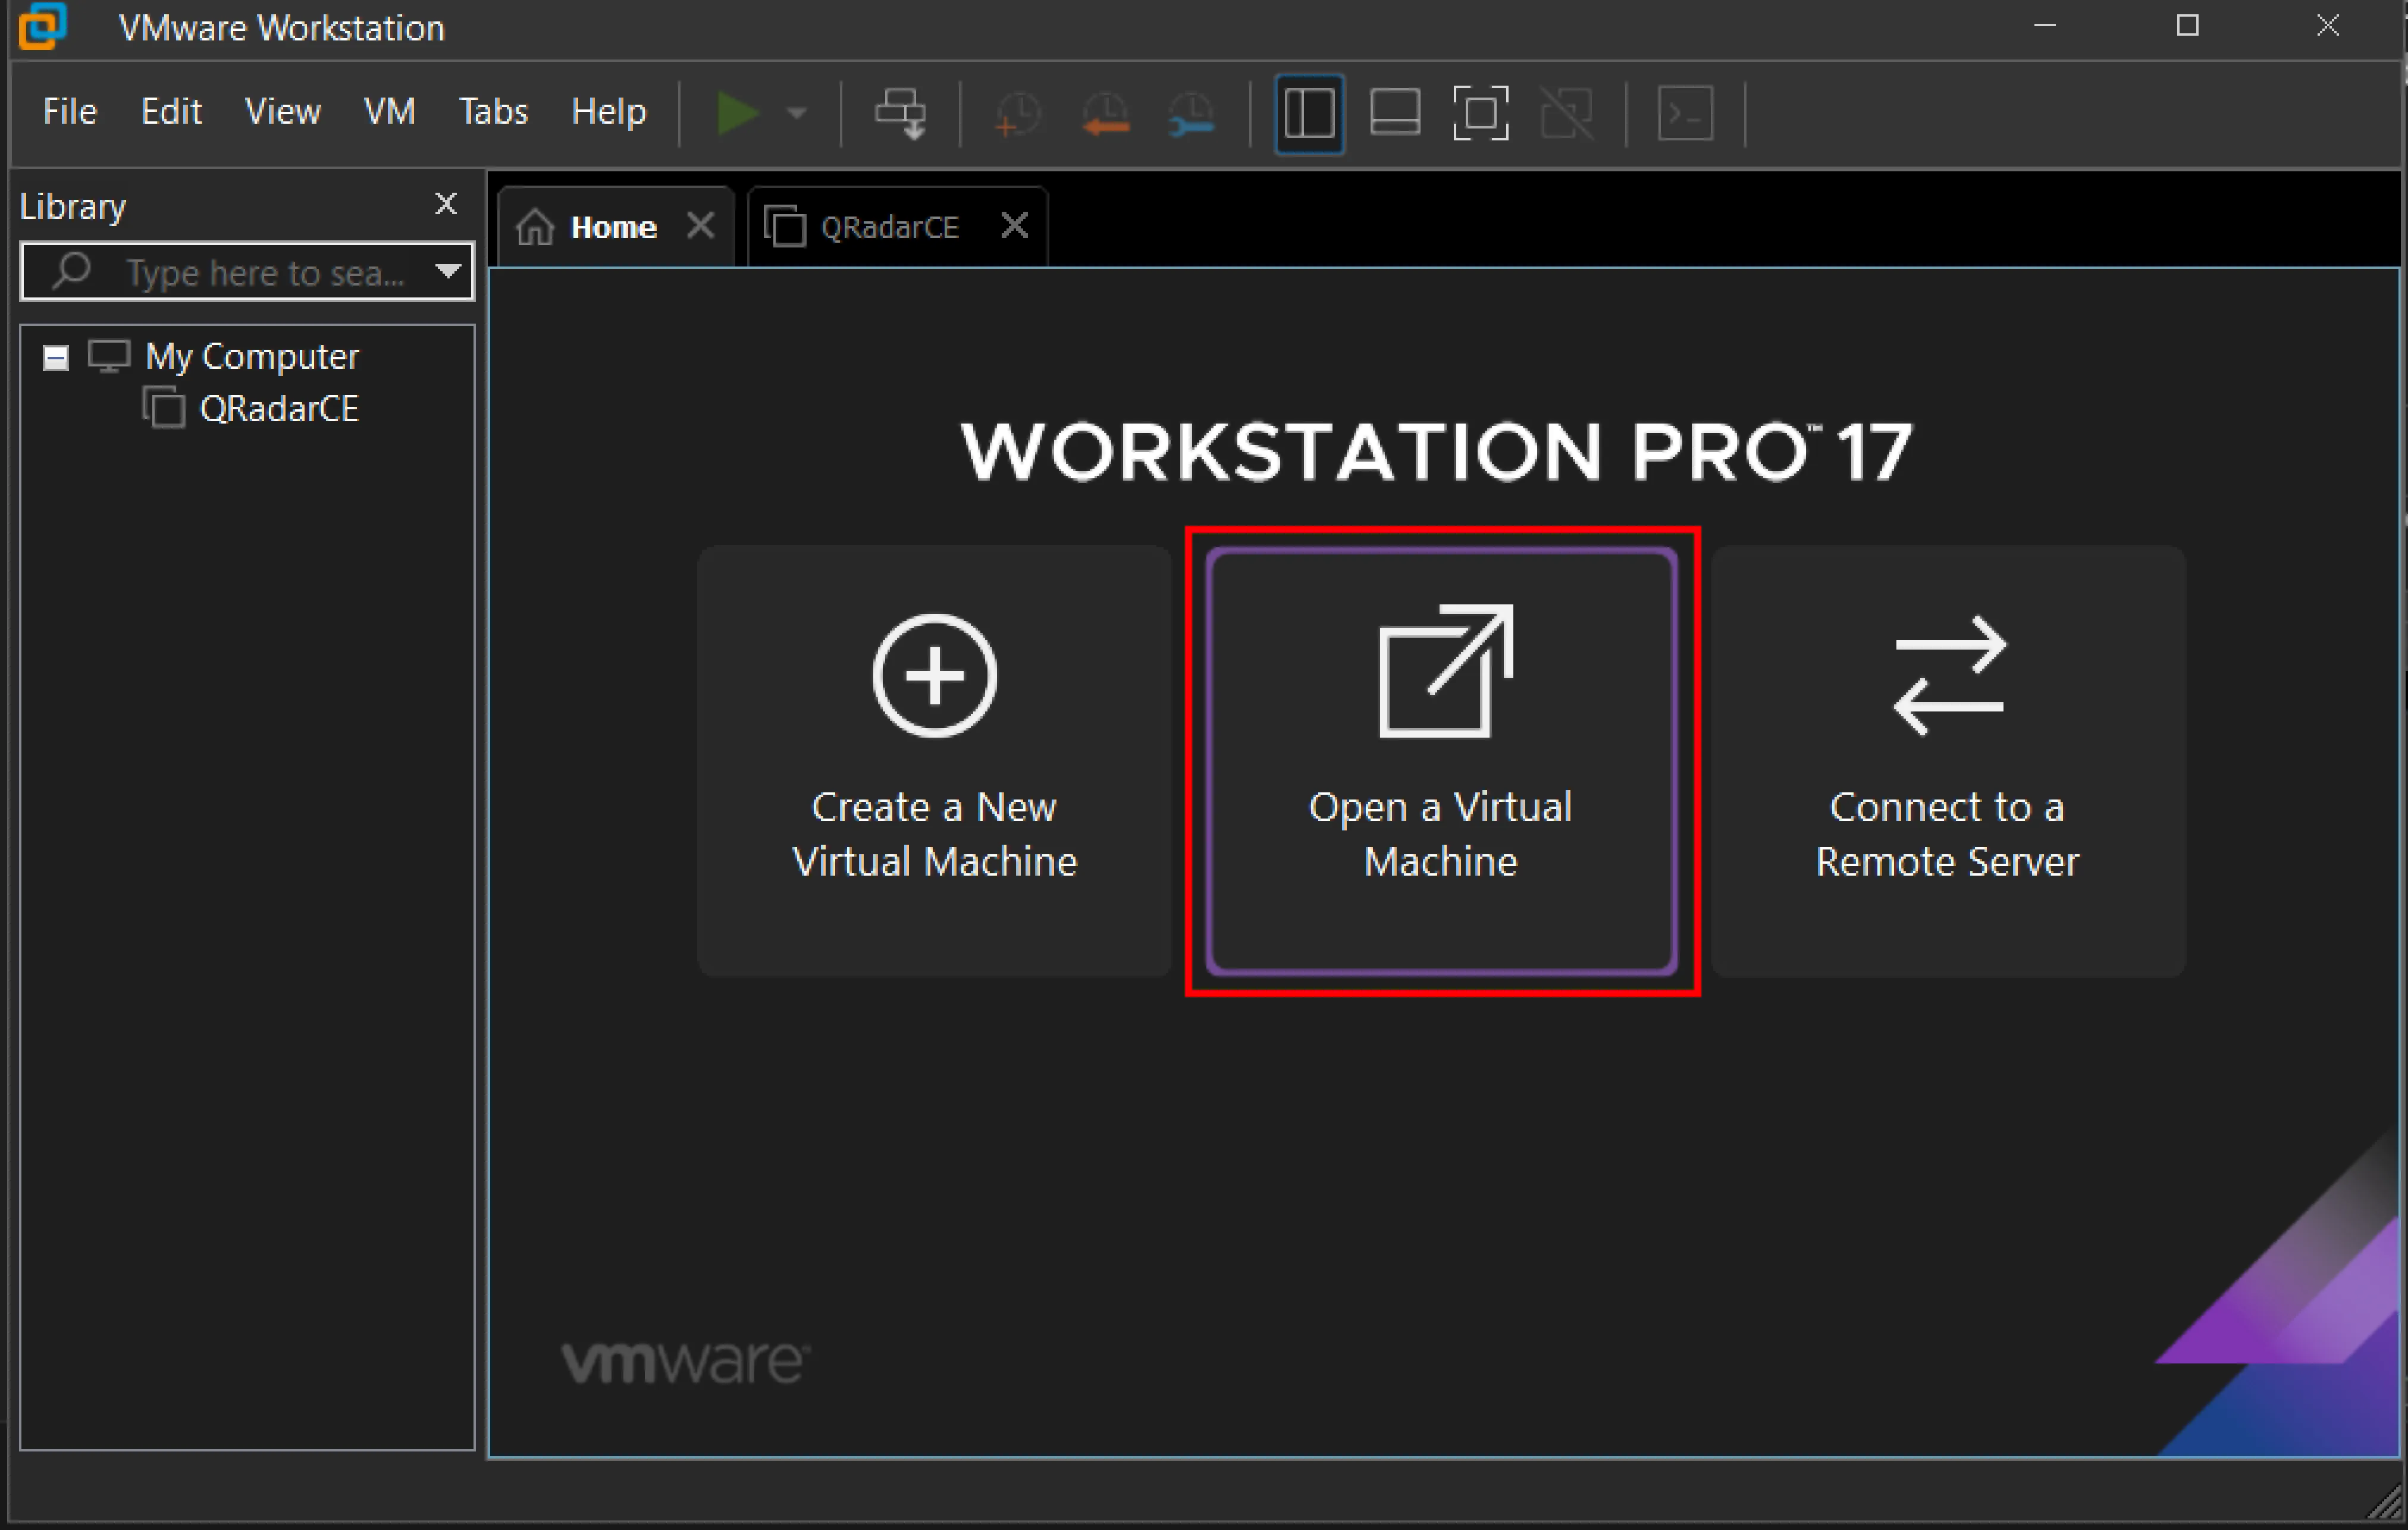 VMware Workstation
File Edit View VM Tabs Help
Library
Type here to sea...
My Computer
QRadarCE
Home
QRadarCE
WORKSTATION PRO™ 17
Create a New
Virtual Machine
Open a Virtual
Machine
Connect to a
Remote Server
vmware